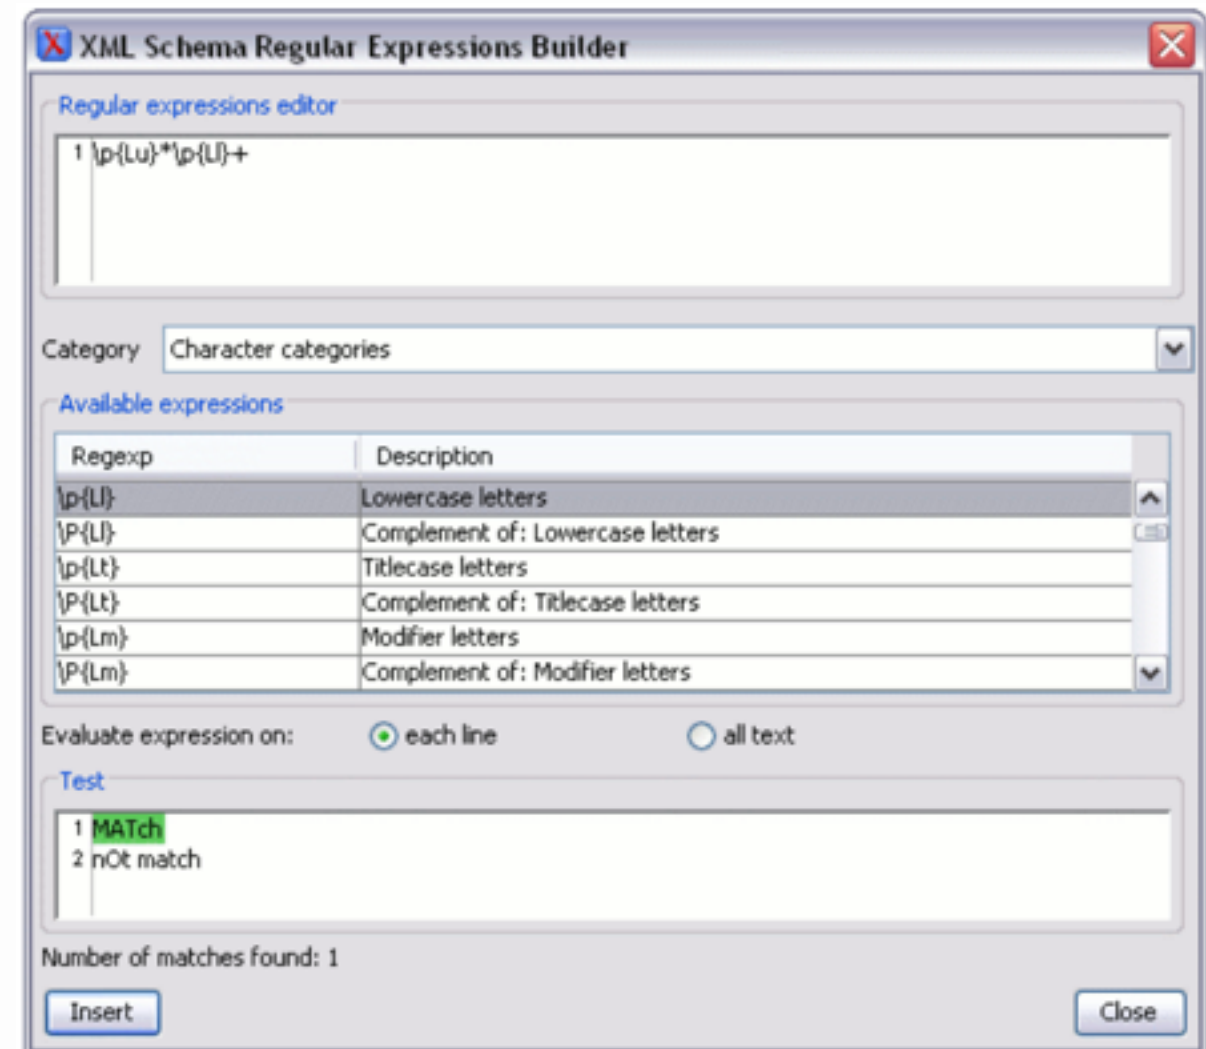 XML Schema Regular Expressions Builder
Regular expressions editor
1 \p{Lu}*\p{Ll}+
Category Character categories
Available expressions
Regexp Description
\p{Ll} Lowercase letters
\P{Ll} Complement of: Lowercase letters
\p{Lt} Titlecase letters
\P{Lt} Complement of: Titlecase letters
\p{Lm} Modifier letters
\P{Lm} Complement of: Modifier letters
Evaluate expression on: each line all text
Test
1 MATch
2 nOt match
Number of matches found: 1
Insert Close